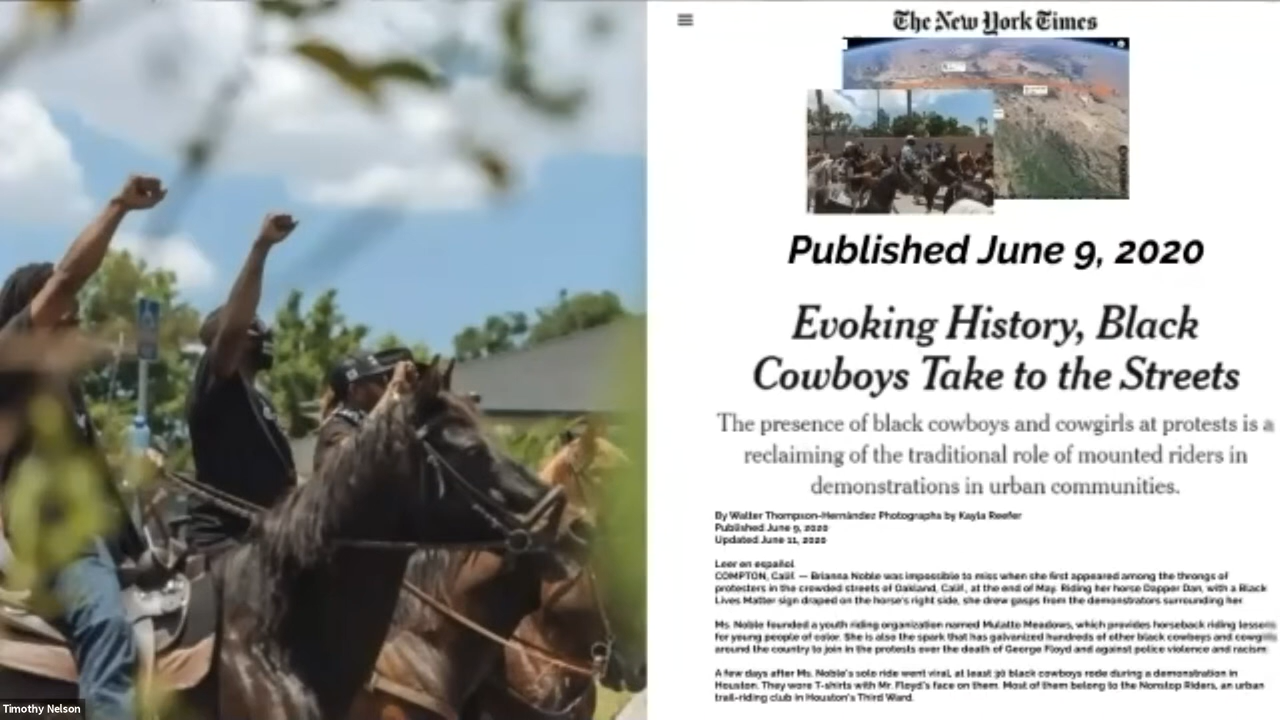 The New York Times
Published June 9, 2020
Evoking History, Black
Cowboys Take to the Streets
The presence of black cowboys and cowgirls at protests is a
reclaiming of the traditional role of mounted riders in
demonstrations in urban communities.
By Walter Thompson-Hernández Photographs by Kayla Reefer
Published June 9, 2020
Updated June 11, 2020
Leer en español
COMPTON, Calif. — Brianna Noble was impossible to miss when she first appeared among the throngs of
protesters in the crowded streets of Oakland, Calif., at the end of May. Riding her horse Dapper Dan, with a Black
Lives Matter sign draped on the horse's right side, she drew gasps from the demonstrators surrounding her.
Ms. Noble founded a youth riding organization named Mulatto Meadows, which provides horseback riding lessons
for young people of color. She is also the spark that has galvanized hundreds of other black cowboys and cowgirls
around the country to join in the protests over the death of George Floyd and against police violence and racism.
A few days after Ms. Noble's solo ride went viral, at least 30 black cowboys rode during a demonstration in
Houston. They wore T-shirts with Mr. Floyd's face on them. Most of them belong to the Nonstop Riders, an urban
trail-riding club in Houston's Third Ward.
Timothy Nelson